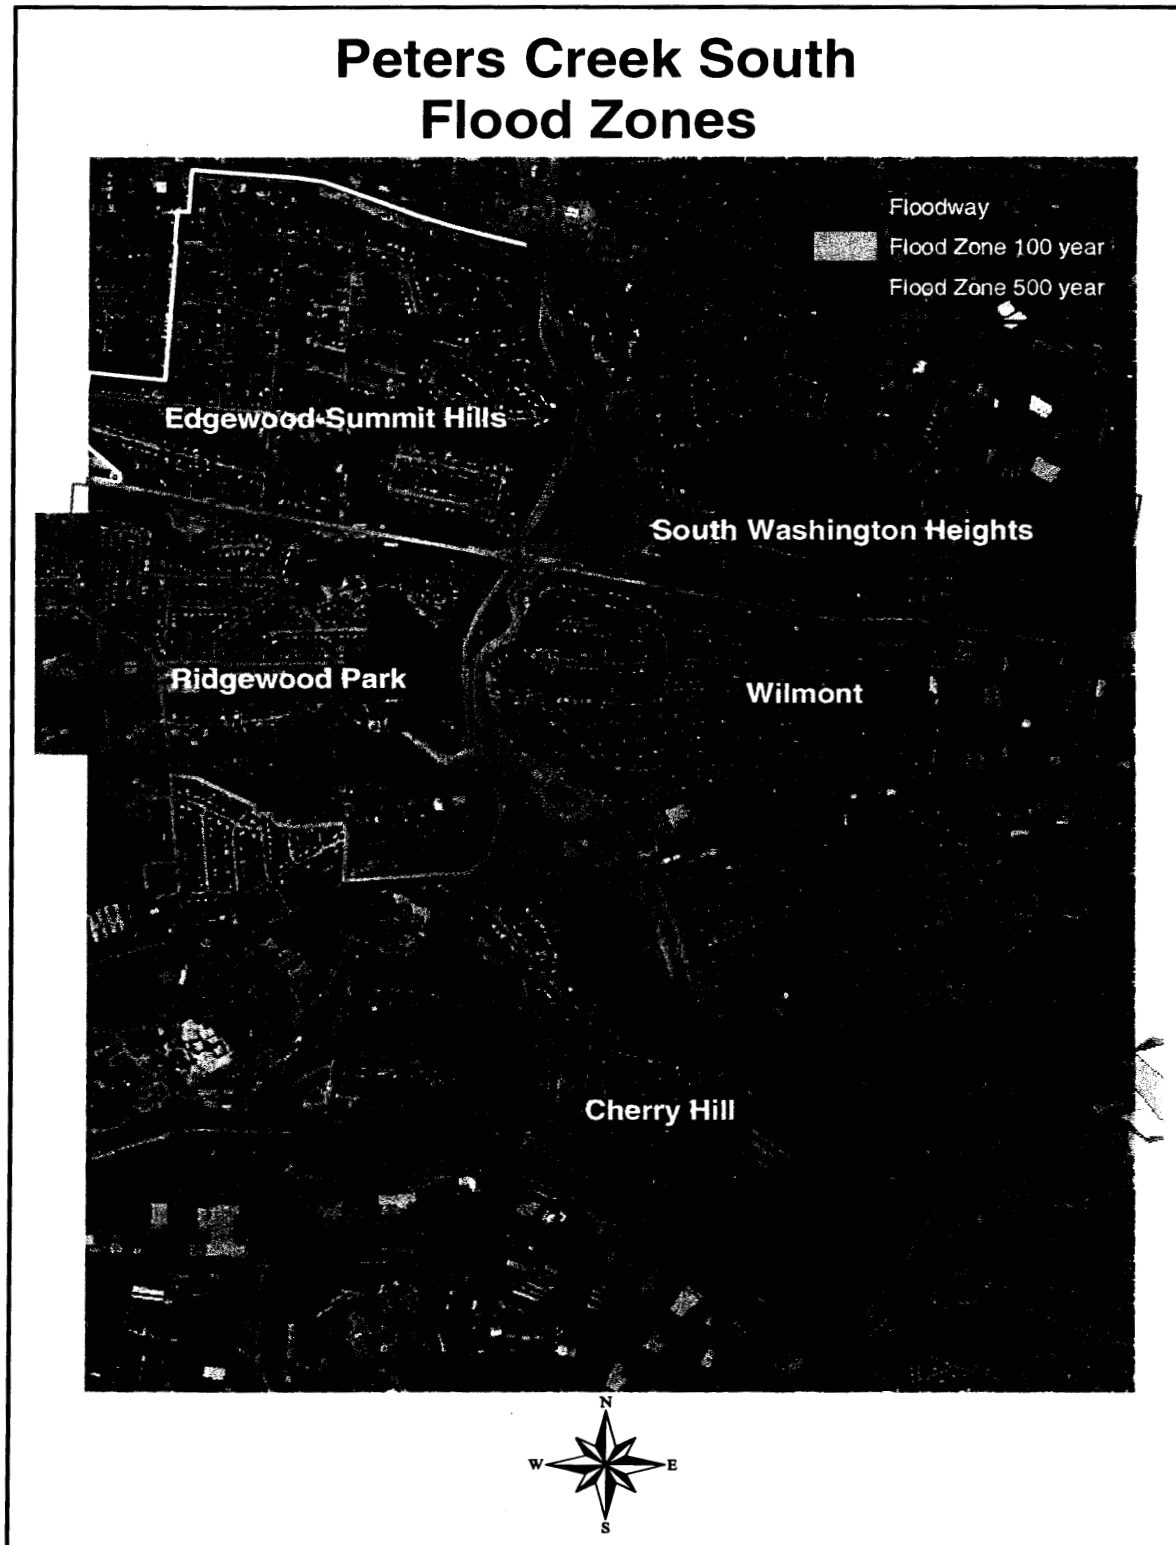 Peters Creek South
Flood Zones
Floodway
Flood Zone 100 year
Flood Zone 500 year
Edgewood-Summit Hills
South Washington Heights
Ridgewood Park
Wilmont
Cherry Hill
N
W
E
S